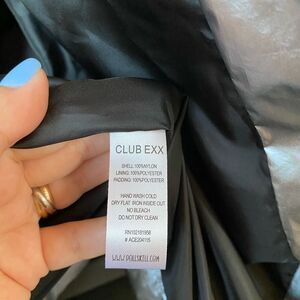 CLUB EXX
SHELL:100%NYLON
LINING: 100%POLYESTER
PADDING: 100%POLYESTER
HAND WASH COLD
DRY FLAT IRON INSIDE OUT
NO BLEACH
DO NOT DRY CLEAN
RN102181958
# ACE204115
WWW.DOLLSKILL.COM